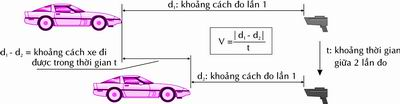 d₁: khoảng cách đo lần 1
V = |d₁ - d₂| / t
d₁ - d₂ = khoảng cách xe đi
được trong thời gian t
t: khoảng thời gian
giữa 2 lần đo
d₂: khoảng cách đo lần 1